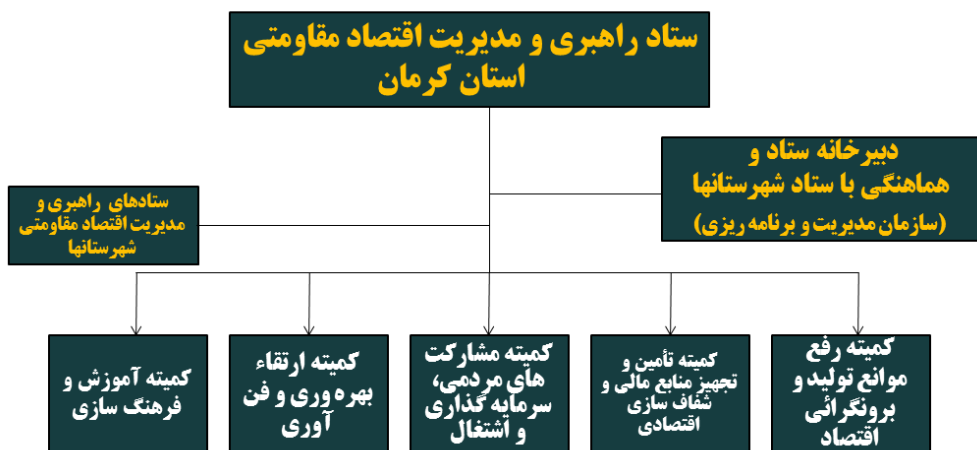 ستاد راهبری و مدیریت اقتصاد مقاومتی
استان کرمان
دبیرخانه ستاد و
هماهنگی با ستاد شهرستانها
(سازمان مدیریت و برنامه ریزی)
ستادهای راهبری و
مدیریت اقتصاد مقاومتی
شهرستانها
کمیته رفع
موانع تولید و
برونگرائی
اقتصاد
کمیته تأمین و
تجهیز منابع مالی و
شفاف سازی
اقتصادی
کمیته مشارکت
های مردمی،
سرمایه گذاری
و اشتغال
کمیته ارتقاء
بهره وری و فن
آوری
کمیته آموزش و
فرهنگ سازی